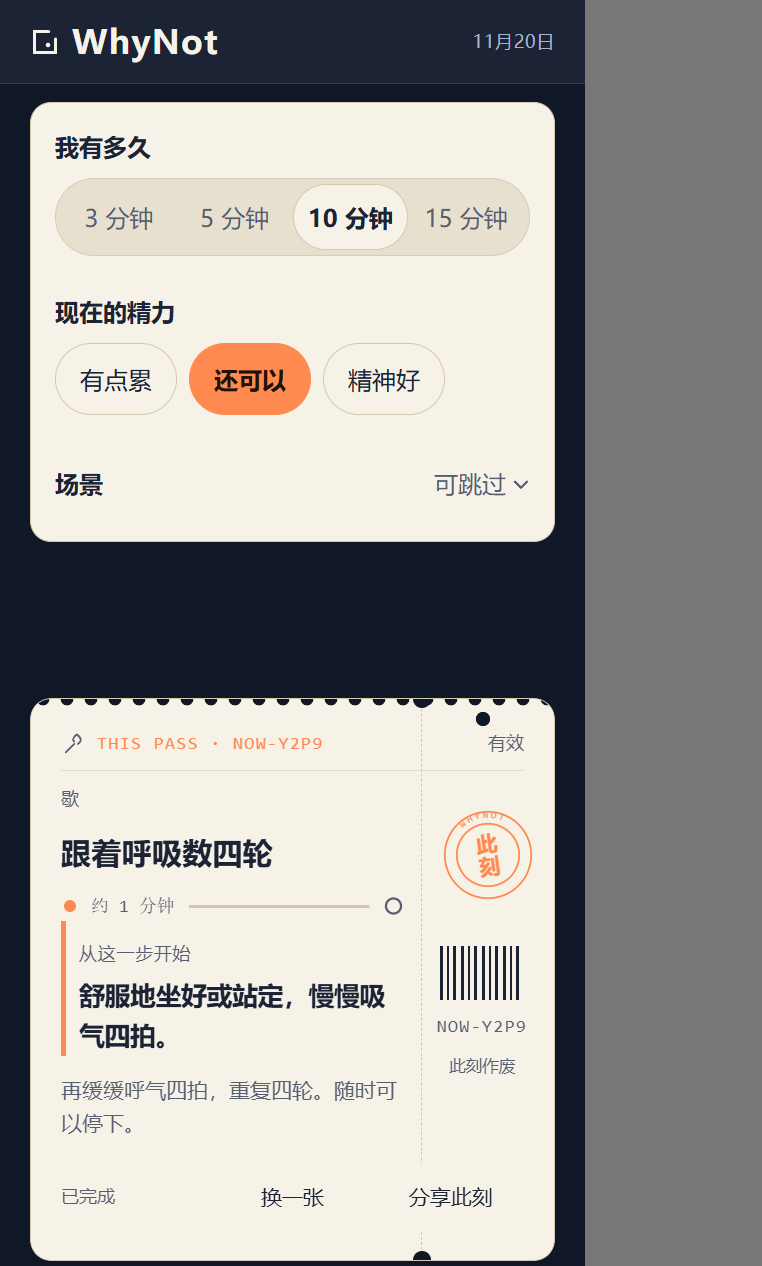 WhyNot
11月20日
我有多久
3 分钟
5 分钟
10 分钟
15 分钟
现在的精力
有点累
还可以
精神好
场景
可跳过
THIS PASS · NOW-Y2P9
有效
歇
跟着呼吸数四轮
WHYNOT
此
刻
约 1 分钟
从这一步开始
舒服地坐好或站定，慢慢吸
气四拍。
NOW-Y2P9
此刻作废
再缓缓呼气四拍，重复四轮。随时可
以停下。
已完成
换一张
分享此刻